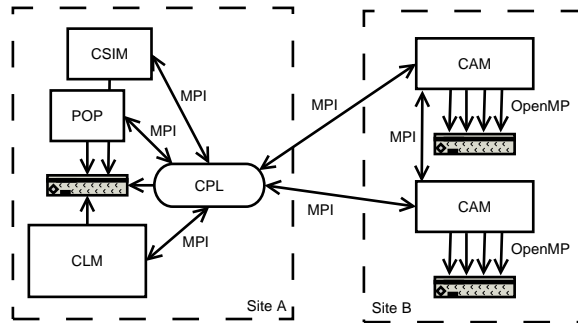 CSIM
MPI
POP
MPI
CPL
CLM
MPI
Site A
MPI
MPI
CAM
OpenMP
MPI
CAM
OpenMP
Site B